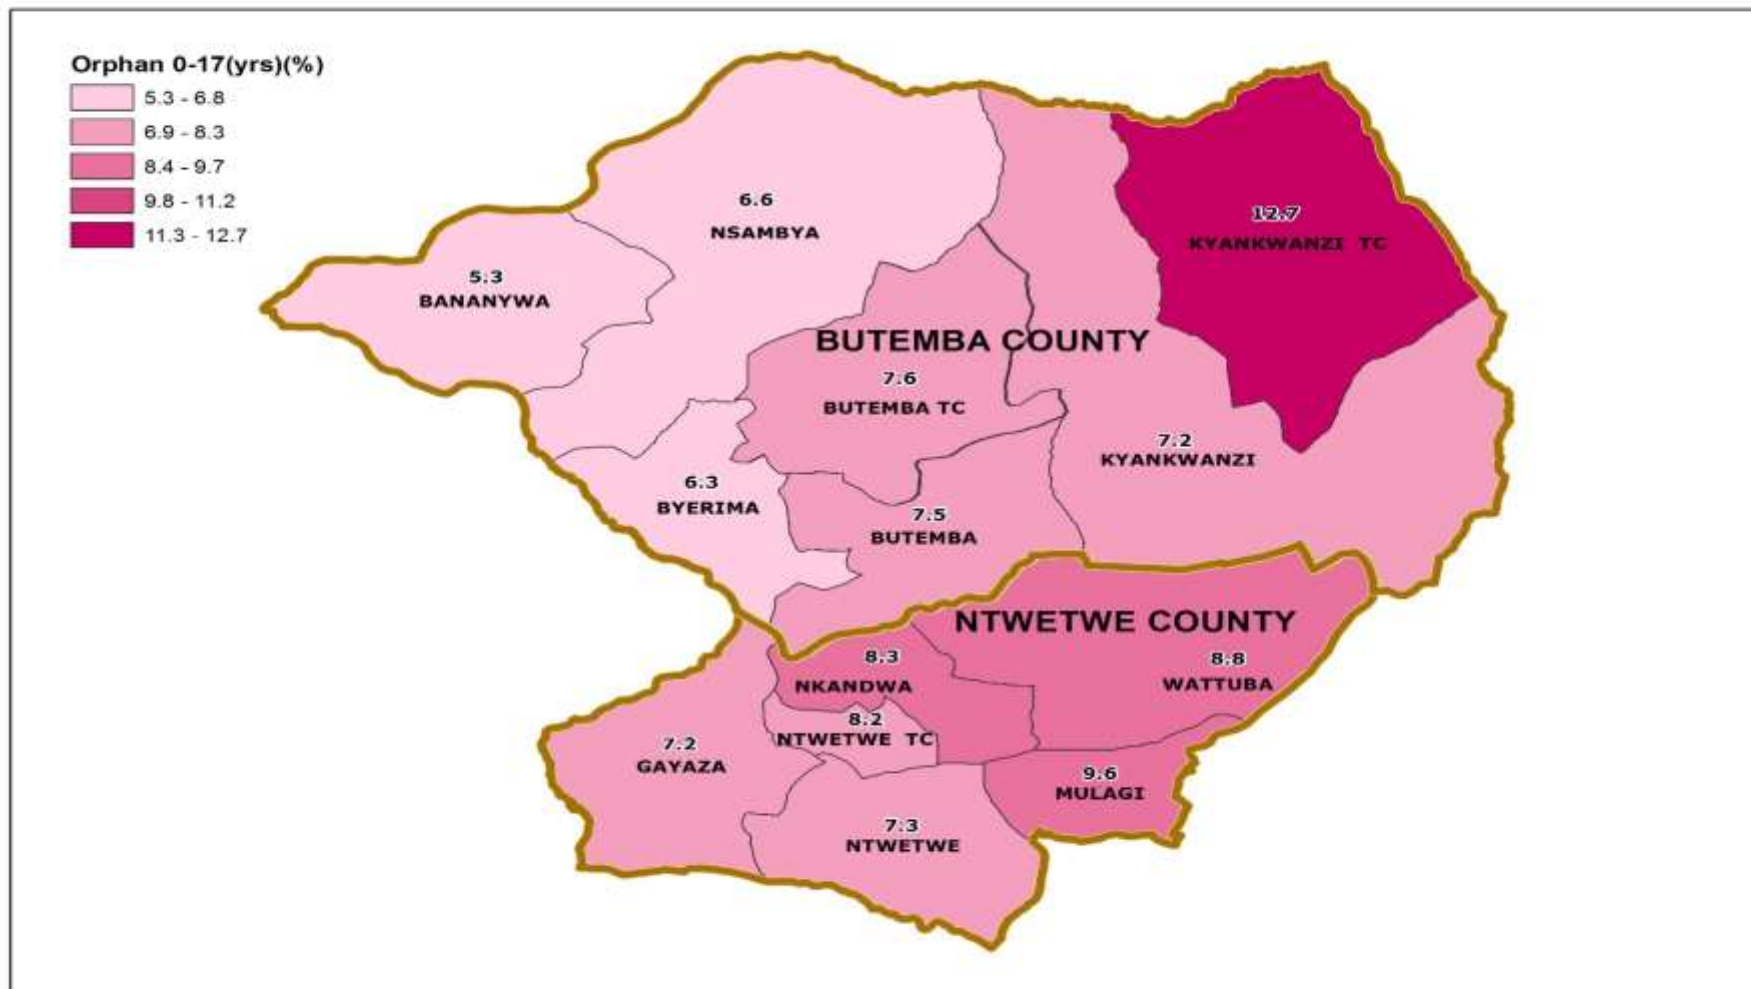 Orphan 0-17(yrs)(%)
5.3 - 6.8
6.9 - 8.3
8.4 - 9.7
9.8 - 11.2
11.3 - 12.7
6.6
NSAMBYA
12.7
KYANKWANZI TC
5.3
BANANYWA
BUTEMBA COUNTY
7.6
BUTEMBA TC
7.2
KYANKWANZI
6.3
BYERIMA
7.5
BUTEMBA
NTWETWE COUNTY
8.3
NKANDWA
8.8
WATTUBA
8.2
NTWETWE TC
7.2
GAYAZA
9.6
MULAGI
7.3
NTWETWE